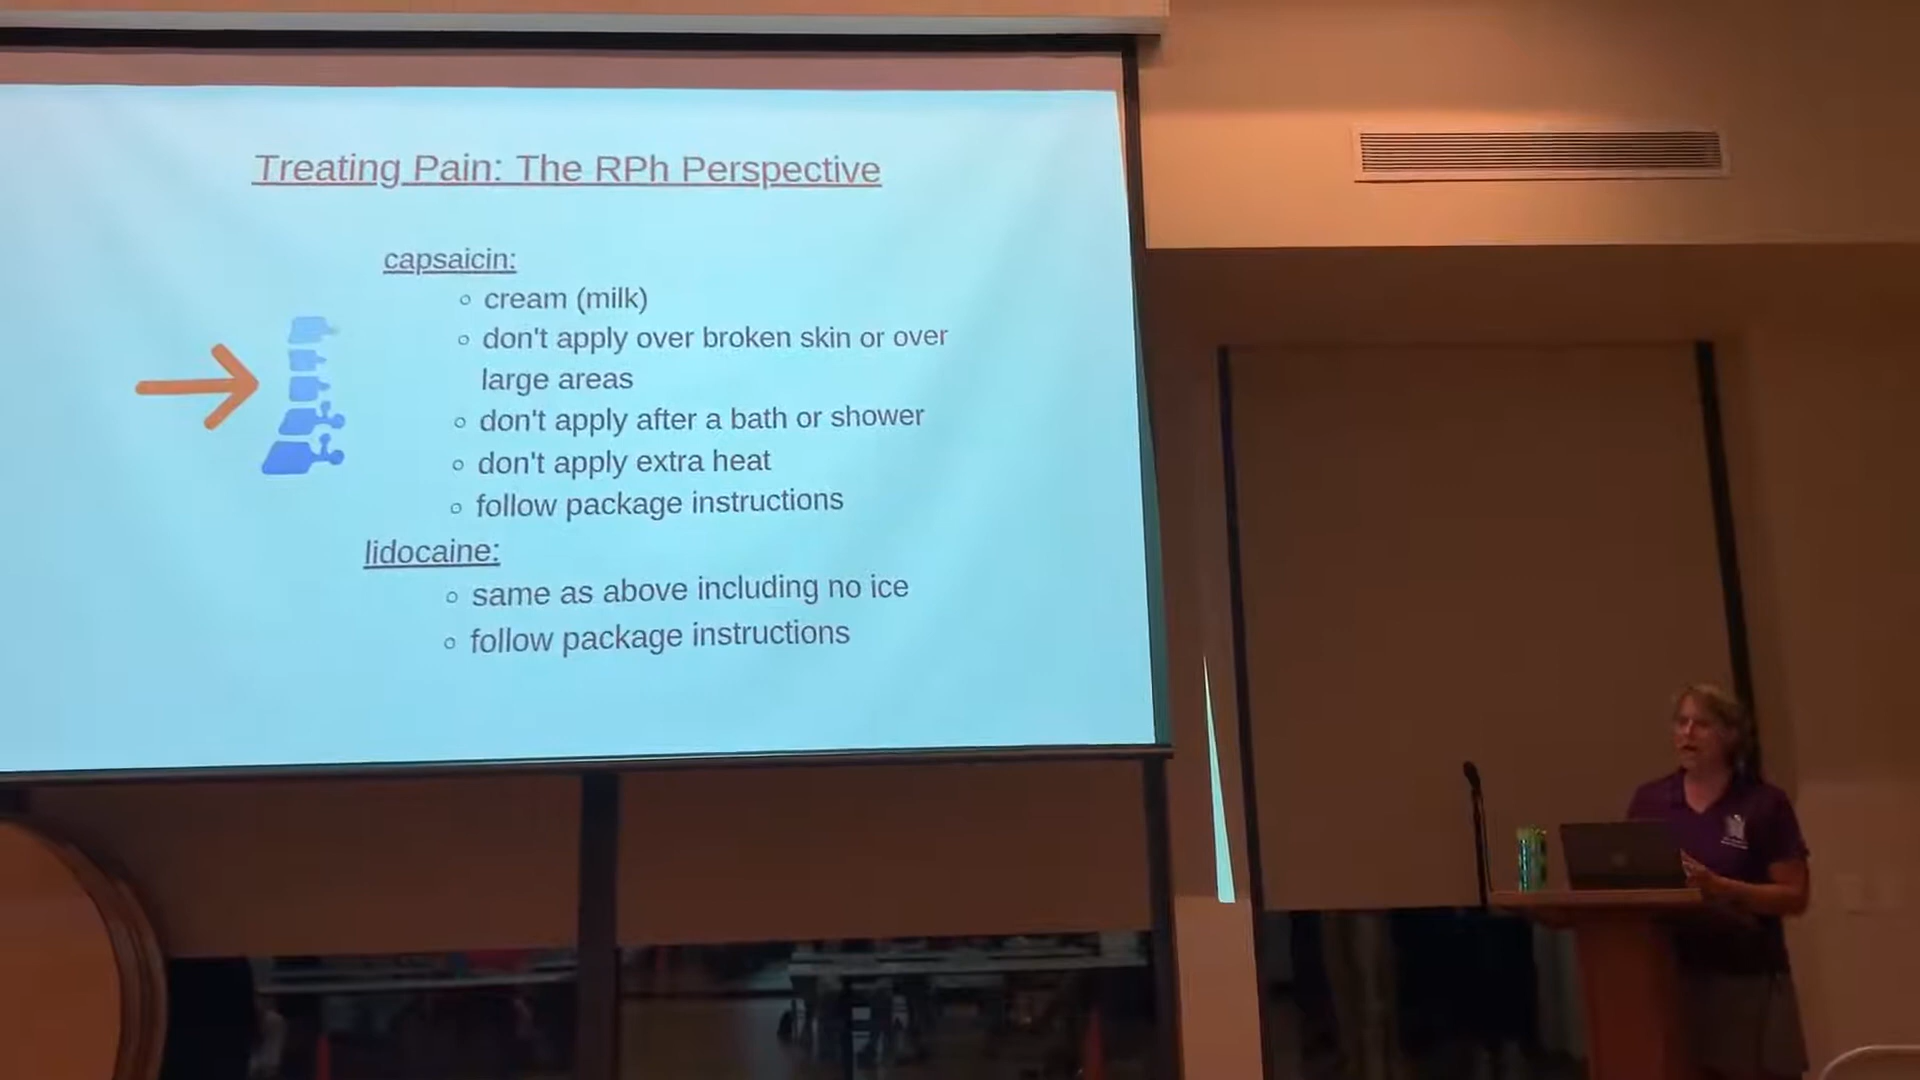 Treating Pain: The RPh Perspective
capsaicin:
cream (milk)
don't apply over broken skin or over
large areas
don't apply after a bath or shower
don't apply extra heat
follow package instructions
lidocaine:
same as above including no ice
follow package instructions